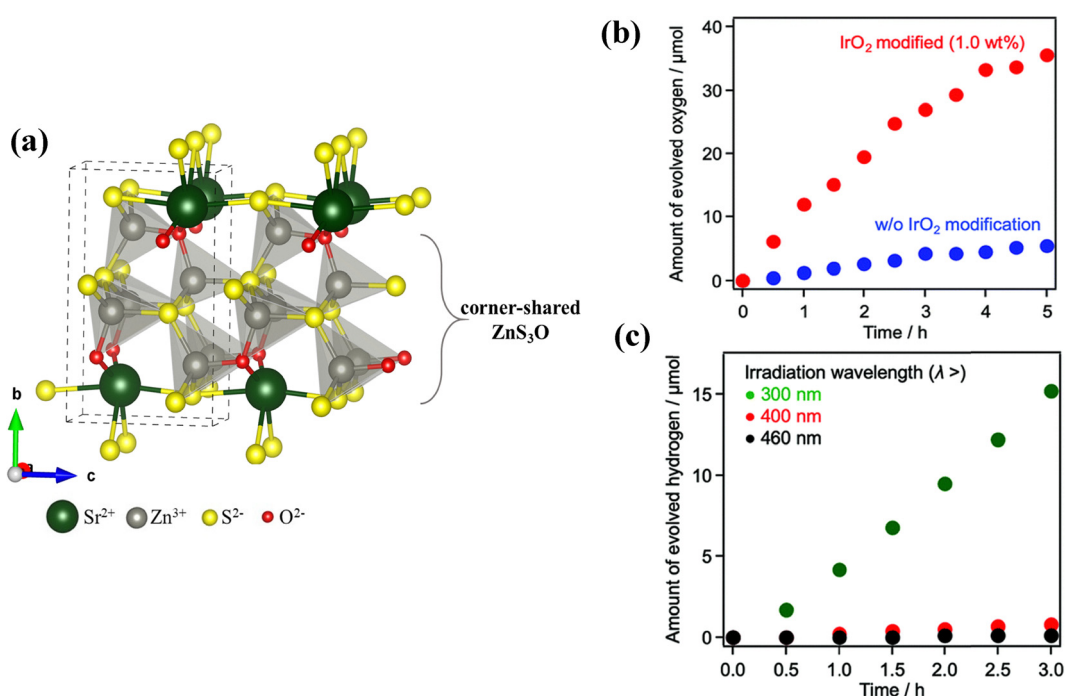 (a)
b
a
c
Sr²⁺ Zn³⁺ S²⁻ O²⁻
corner-shared
ZnS₃O
(b)
Amount of evolved oxygen / μmol
40
30
20
10
0
IrO₂ modified (1.0 wt%)
w/o IrO₂ modification
0 1 2 3 4 5
Time / h
(c)
Amount of evolved hydrogen / μmol
15
10
5
0
Irradiation wavelength (λ >)
300 nm
400 nm
460 nm
0.0 0.5 1.0 1.5 2.0 2.5 3.0
Time / h